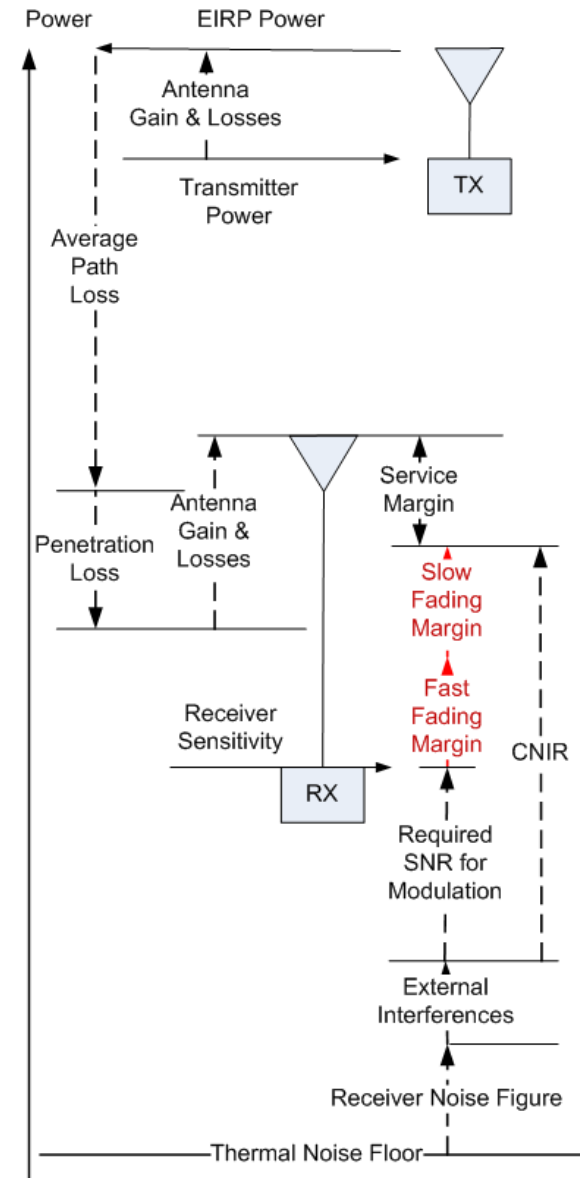 Power
EIRP Power
Antenna
Gain & Losses
Transmitter
Power
TX
Average
Path
Loss
Penetration
Loss
Antenna
Gain &
Losses
Service
Margin
Slow
Fading
Margin
Fast
Fading
Margin
CNIR
Receiver
Sensitivity
RX
Required
SNR for
Modulation
External
Interferences
Receiver Noise Figure
Thermal Noise Floor